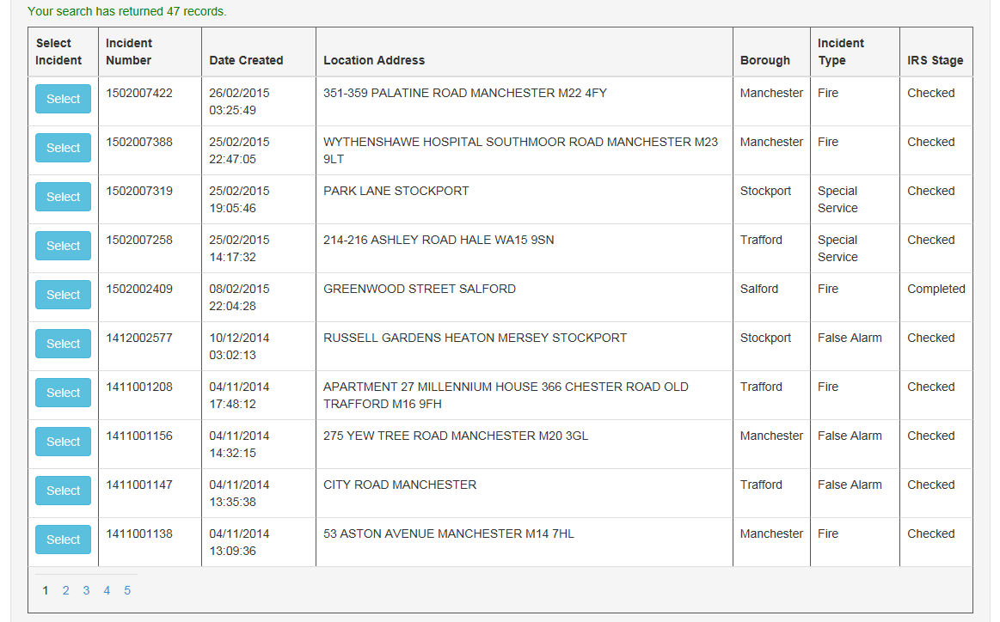 Your search has returned 47 records.
Select Incident Incident Number Date Created Location Address Borough Incident Type IRS Stage
Select 1502007422 26/02/2015 03:25:49 351-359 PALATINE ROAD MANCHESTER M22 4FY Manchester Fire Checked
Select 1502007388 25/02/2015 22:47:05 WYTHENSHAWE HOSPITAL SOUTHMOOR ROAD MANCHESTER M23 9LT Manchester Fire Checked
Select 1502007319 25/02/2015 19:05:46 PARK LANE STOCKPORT Stockport Special Service Checked
Select 1502007258 25/02/2015 14:17:32 214-216 ASHLEY ROAD HALE WA15 9SN Trafford Special Service Checked
Select 1502002409 08/02/2015 22:04:28 GREENWOOD STREET SALFORD Salford Fire Completed
Select 1412002577 10/12/2014 03:02:13 RUSSELL GARDENS HEATON MERSEY STOCKPORT Stockport False Alarm Checked
Select 1411001208 04/11/2014 17:48:12 APARTMENT 27 MILLENNIUM HOUSE 366 CHESTER ROAD OLD TRAFFORD M16 9FH Trafford Fire Checked
Select 1411001156 04/11/2014 14:32:15 275 YEW TREE ROAD MANCHESTER M20 3GL Manchester False Alarm Checked
Select 1411001147 04/11/2014 13:35:38 CITY ROAD MANCHESTER Trafford False Alarm Checked
Select 1411001138 04/11/2014 13:09:36 53 ASTON AVENUE MANCHESTER M14 7HL Manchester Fire Checked
1 2 3 4 5